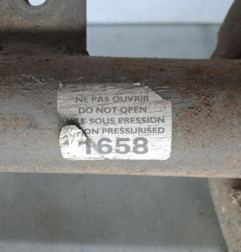 NE PAS OUVRIR
DO NOT OPEN
SOUS PRESSION
PRESSURISED
1658